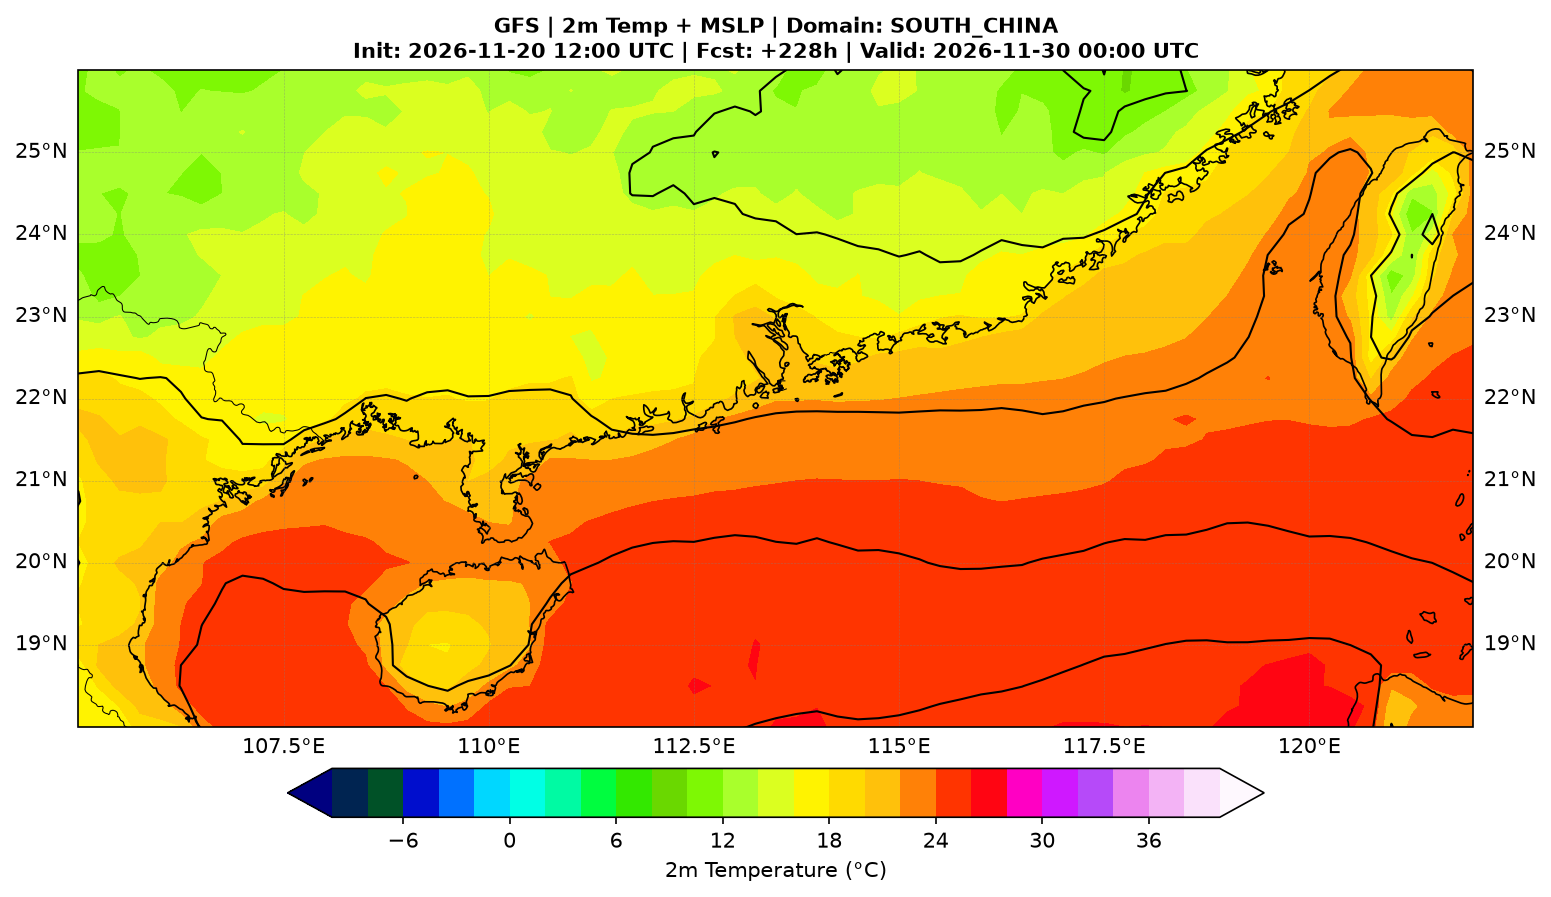 GFS | 2m Temp + MSLP | Domain: SOUTH_CHINA
Init: 2026-11-20 12:00 UTC | Fcst: +228h | Valid: 2026-11-30 00:00 UTC
25°N 25°N
24°N 24°N
23°N 23°N
22°N 22°N
21°N 21°N
20°N 20°N
19°N 19°N
107.5°E 110°E 112.5°E 115°E 117.5°E 120°E
−6 0 6 12 18 24 30 36
2m Temperature (°C)